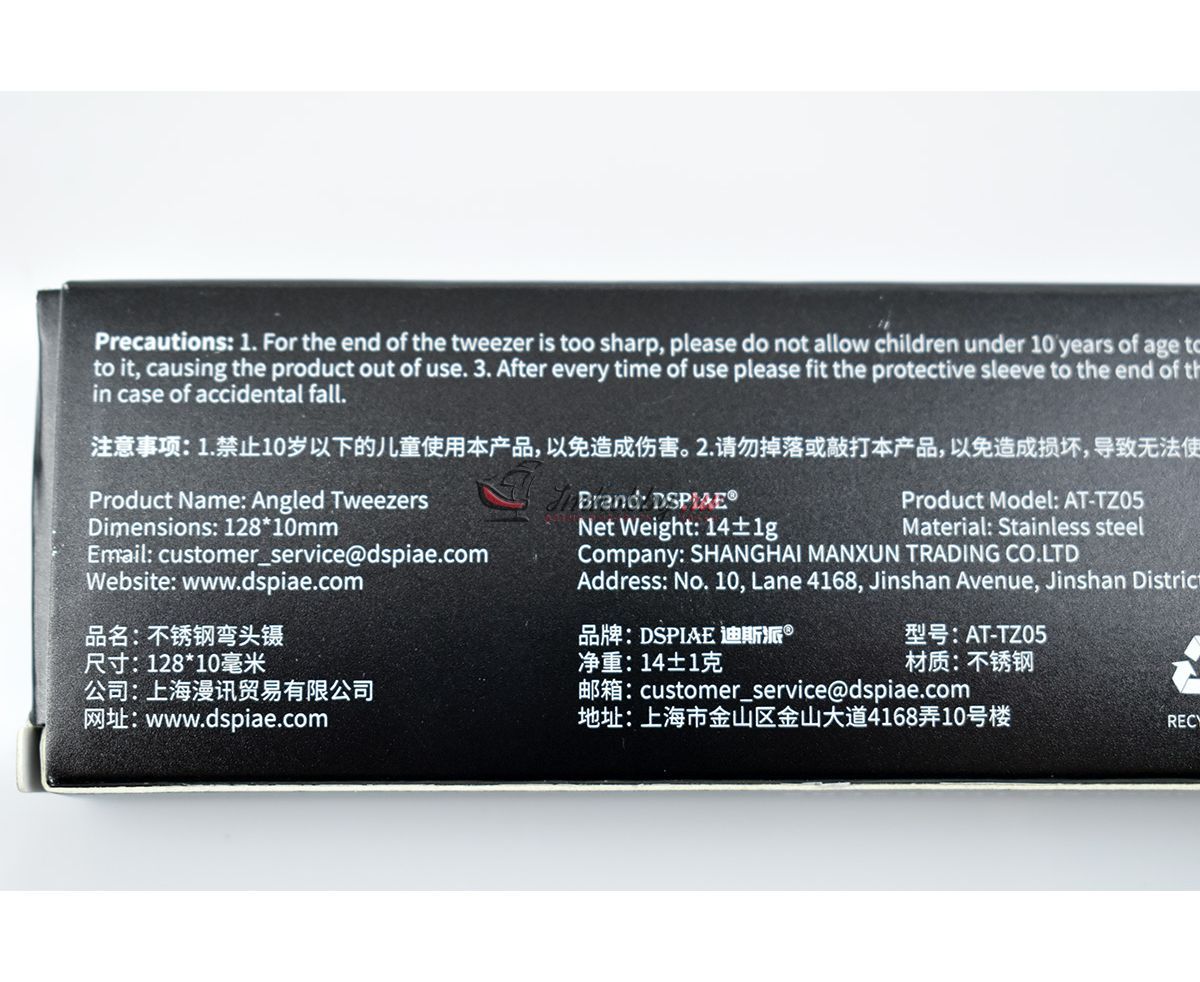 Precautions: 1. For the end of the tweezer is too sharp, please do not allow children under 10 years of age to
to it, causing the product out of use. 3. After every time of use please fit the protective sleeve to the end of th
in case of accidental fall.
注意事项：1.禁止10岁以下的儿童使用本产品，以免造成伤害。2.请勿掉落或敲打本产品，以免造成损坏，导致无法使
Product Name: Angled Tweezers Brand: DSPIAE® Product Model: AT-TZ05
Dimensions: 128*10mm Net Weight: 14±1g Material: Stainless steel
Email: customer_service@dspiae.com Company: SHANGHAI MANXUN TRADING CO.LTD
Website: www.dspiae.com Address: No. 10, Lane 4168, Jinshan Avenue, Jinshan District
品名：不锈钢弯头镊 品牌：DSPIAE 迪斯派® 型号：AT-TZ05
尺寸：128*10毫米 净重：14±1克 材质：不锈钢
公司：上海漫讯贸易有限公司 邮箱：customer_service@dspiae.com
网址：www.dspiae.com 地址：上海市金山区金山大道4168弄10号楼
RECY